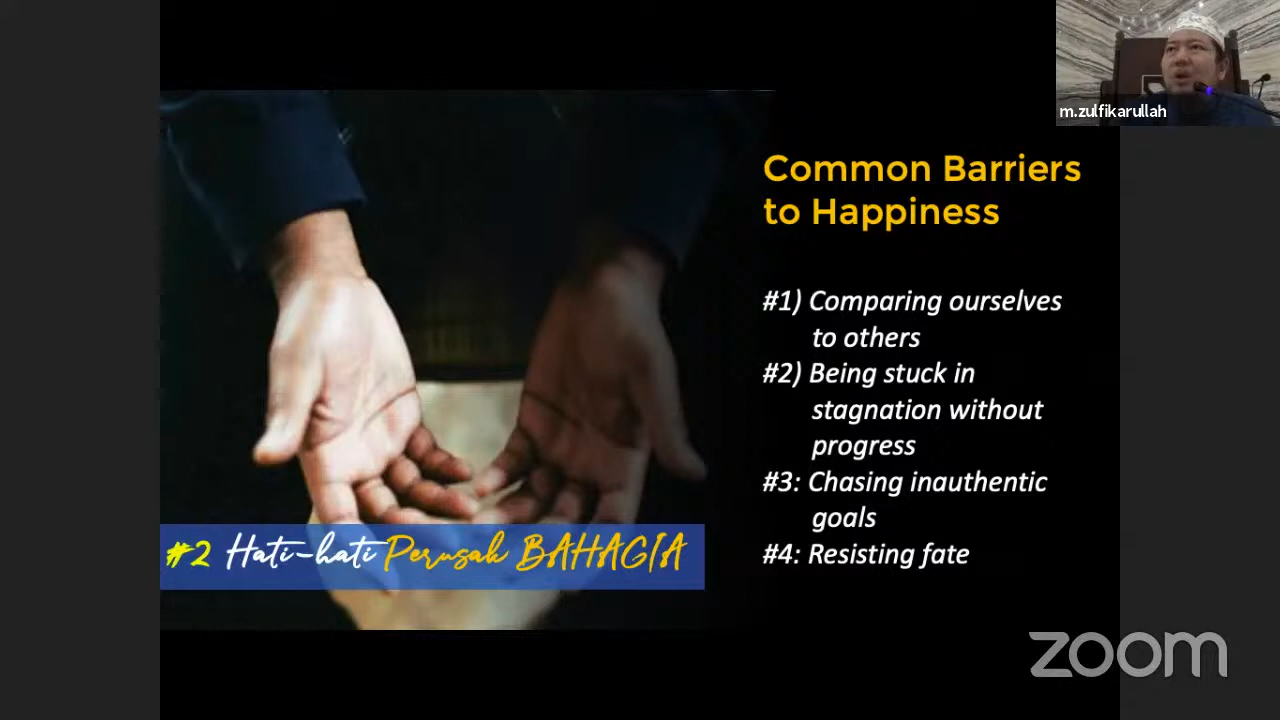 m.zulfikarullah
Common Barriers
to Happiness
#1) Comparing ourselves
to others
#2) Being stuck in
stagnation without
progress
#3: Chasing inauthentic
goals
#4: Resisting fate
#2 Hati-hati Perusak BAHAGIA
zoom